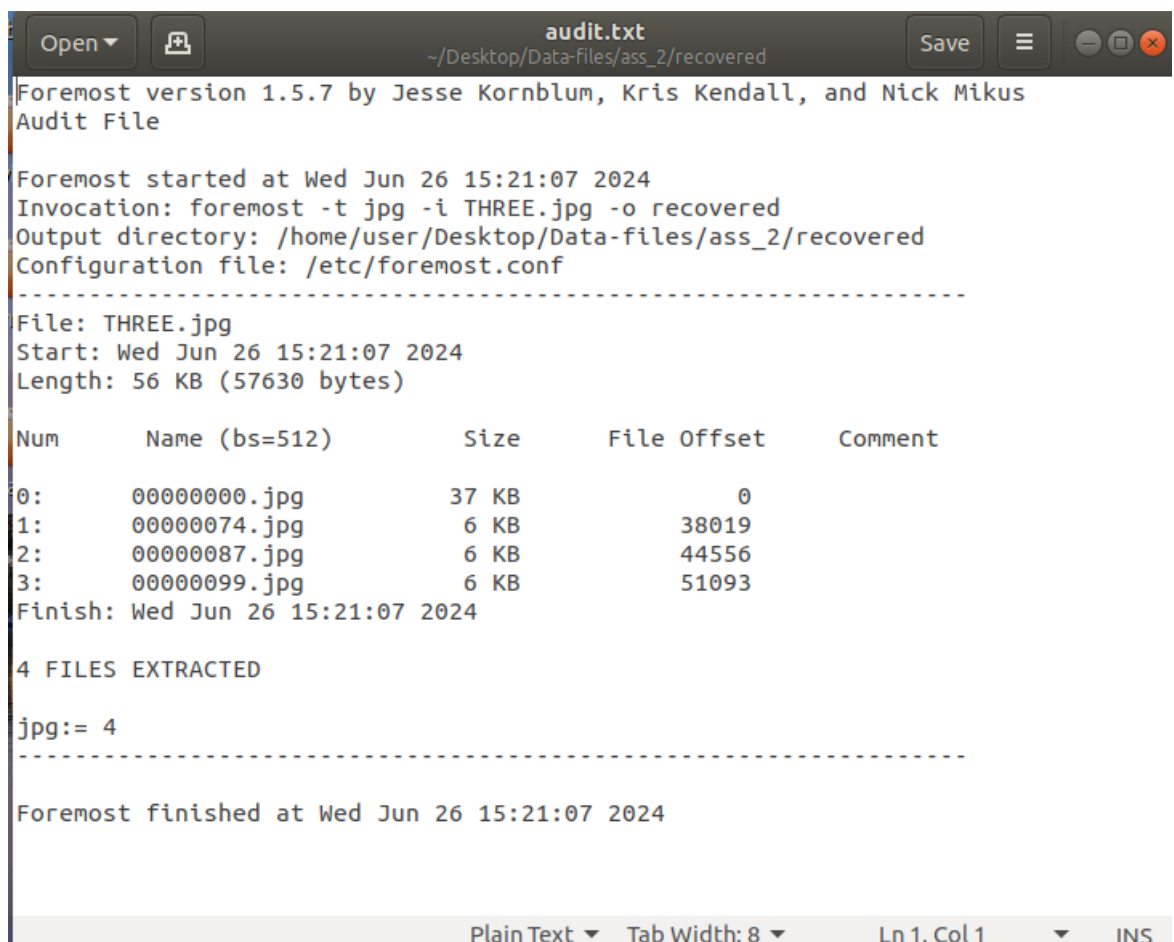 Open
audit.txt
~/Desktop/Data-files/ass_2/recovered
Save
Foremost version 1.5.7 by Jesse Kornblum, Kris Kendall, and Nick Mikus
Audit File
Foremost started at Wed Jun 26 15:21:07 2024
Invocation: foremost -t jpg -i THREE.jpg -o recovered
Output directory: /home/user/Desktop/Data-files/ass_2/recovered
Configuration file: /etc/foremost.conf
------------------------------------------------------------------
File: THREE.jpg
Start: Wed Jun 26 15:21:07 2024
Length: 56 KB (57630 bytes)
Num Name (bs=512) Size File Offset Comment
0: 00000000.jpg 37 KB 0
1: 00000074.jpg 6 KB 38019
2: 00000087.jpg 6 KB 44556
3: 00000099.jpg 6 KB 51093
Finish: Wed Jun 26 15:21:07 2024
4 FILES EXTRACTED
jpg:= 4
------------------------------------------------------------------
Foremost finished at Wed Jun 26 15:21:07 2024
Plain Text Tab Width: 8 Ln 1, Col 1 INS